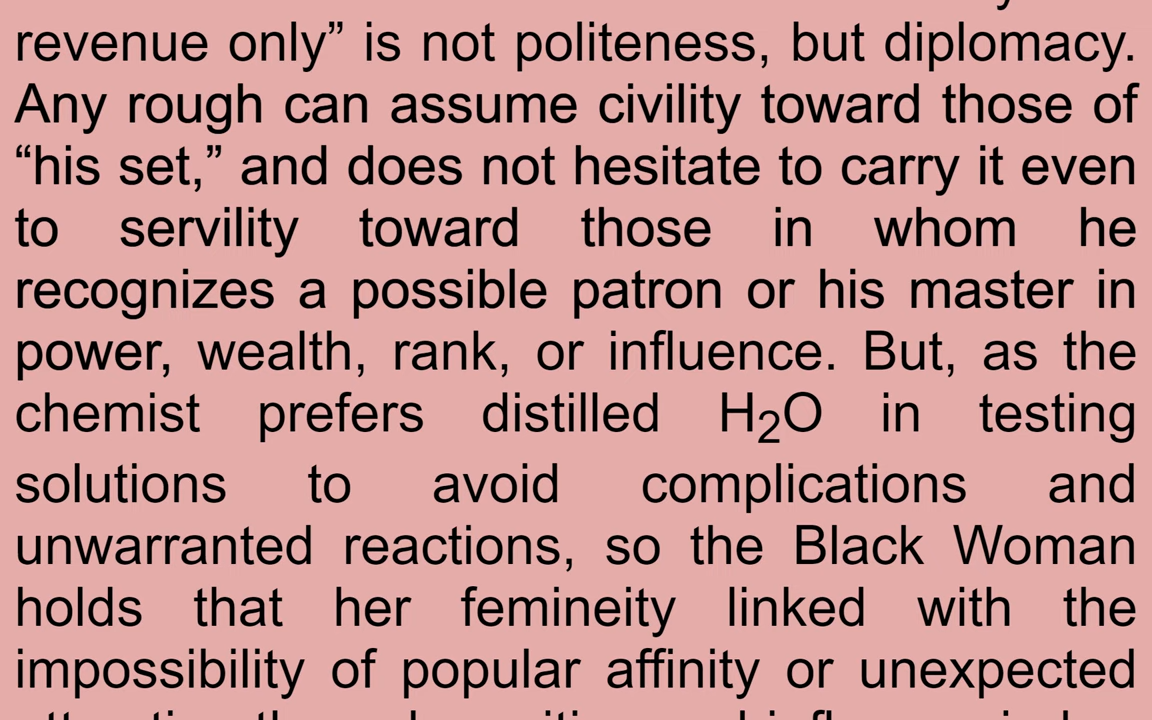 revenue only” is not politeness, but diplomacy.
Any rough can assume civility toward those of
“his set,” and does not hesitate to carry it even
to servility toward those in whom he
recognizes a possible patron or his master in
power, wealth, rank, or influence. But, as the
chemist prefers distilled H₂O in testing
solutions to avoid complications and
unwarranted reactions, so the Black Woman
holds that her femineity linked with the
impossibility of popular affinity or unexpected